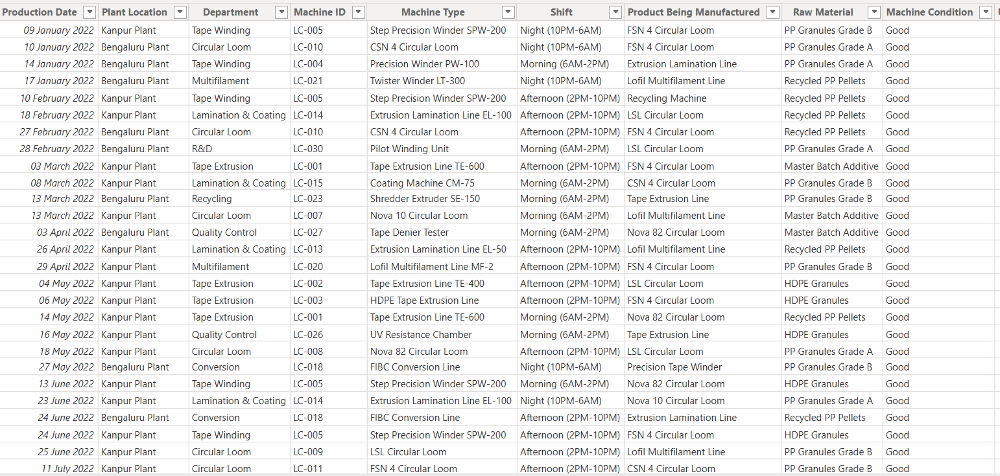 Production Date Plant Location Department Machine ID Machine Type Shift Product Being Manufactured Raw Material Machine Condition
09 January 2022 Kanpur Plant Tape Winding LC-005 Step Precision Winder SPW-200 Night (10PM-6AM) FSN 4 Circular Loom PP Granules Grade B Good
10 January 2022 Bengaluru Plant Circular Loom LC-010 CSN 4 Circular Loom Night (10PM-6AM) FSN 4 Circular Loom PP Granules Grade A Good
14 January 2022 Bengaluru Plant Tape Winding LC-004 Precision Winder PW-100 Morning (6AM-2PM) Extrusion Lamination Line PP Granules Grade A Good
17 January 2022 Bengaluru Plant Multifilament LC-021 Twister Winder LT-300 Night (10PM-6AM) Lofil Multifilament Line Recycled PP Pellets Good
10 February 2022 Kanpur Plant Tape Winding LC-005 Step Precision Winder SPW-200 Afternoon (2PM-10PM) Recycling Machine Recycled PP Pellets Good
18 February 2022 Kanpur Plant Lamination & Coating LC-014 Extrusion Lamination Line EL-100 Afternoon (2PM-10PM) LSL Circular Loom Recycled PP Pellets Good
27 February 2022 Bengaluru Plant Circular Loom LC-010 CSN 4 Circular Loom Afternoon (2PM-10PM) FSN 4 Circular Loom Recycled PP Pellets Good
28 February 2022 Bengaluru Plant R&D LC-030 Pilot Winding Unit Morning (6AM-2PM) LSL Circular Loom PP Granules Grade A Good
03 March 2022 Kanpur Plant Tape Extrusion LC-001 Tape Extrusion Line TE-600 Afternoon (2PM-10PM) FSN 4 Circular Loom Master Batch Additive Good
08 March 2022 Kanpur Plant Lamination & Coating LC-015 Coating Machine CM-75 Morning (6AM-2PM) CSN 4 Circular Loom PP Granules Grade B Good
13 March 2022 Bengaluru Plant Recycling LC-023 Shredder Extruder SE-150 Morning (6AM-2PM) Tape Extrusion Line PP Granules Grade B Good
13 March 2022 Kanpur Plant Circular Loom LC-007 Nova 10 Circular Loom Morning (6AM-2PM) Lofil Multifilament Line Master Batch Additive Good
03 April 2022 Bengaluru Plant Quality Control LC-027 Tape Denier Tester Morning (6AM-2PM) Nova 82 Circular Loom Master Batch Additive Good
26 April 2022 Kanpur Plant Lamination & Coating LC-013 Extrusion Lamination Line EL-50 Afternoon (2PM-10PM) Lofil Multifilament Line Recycled PP Pellets Good
29 April 2022 Kanpur Plant Multifilament LC-020 Lofil Multifilament Line MF-2 Afternoon (2PM-10PM) FSN 4 Circular Loom PP Granules Grade B Good
04 May 2022 Kanpur Plant Tape Extrusion LC-002 Tape Extrusion Line TE-400 Afternoon (2PM-10PM) LSL Circular Loom HDPE Granules Good
06 May 2022 Kanpur Plant Tape Extrusion LC-003 HDPE Tape Extrusion Line Afternoon (2PM-10PM) FSN 4 Circular Loom HDPE Granules Good
14 May 2022 Kanpur Plant Tape Extrusion LC-001 Tape Extrusion Line TE-600 Morning (6AM-2PM) Nova 82 Circular Loom Recycled PP Pellets Good
16 May 2022 Kanpur Plant Quality Control LC-026 UV Resistance Chamber Morning (6AM-2PM) Tape Extrusion Line HDPE Granules Good
18 May 2022 Kanpur Plant Circular Loom LC-008 Nova 82 Circular Loom Afternoon (2PM-10PM) LSL Circular Loom PP Granules Grade A Good
27 May 2022 Bengaluru Plant Conversion LC-018 FIBC Conversion Line Night (10PM-6AM) Precision Tape Winder PP Granules Grade B Good
13 June 2022 Kanpur Plant Tape Winding LC-005 Step Precision Winder SPW-200 Morning (6AM-2PM) Nova 82 Circular Loom HDPE Granules Good
23 June 2022 Kanpur Plant Lamination & Coating LC-014 Extrusion Lamination Line EL-100 Night (10PM-6AM) Nova 10 Circular Loom PP Granules Grade A Good
24 June 2022 Bengaluru Plant Conversion LC-018 FIBC Conversion Line Afternoon (2PM-10PM) Extrusion Lamination Line Recycled PP Pellets Good
24 June 2022 Kanpur Plant Tape Winding LC-005 Step Precision Winder SPW-200 Afternoon (2PM-10PM) FSN 4 Circular Loom HDPE Granules Good
25 June 2022 Kanpur Plant Circular Loom LC-009 LSL Circular Loom Afternoon (2PM-10PM) Lofil Multifilament Line PP Granules Grade B Good
11 July 2022 Kanpur Plant Circular Loom LC-011 FSN 4 Circular Loom Afternoon (2PM-10PM) CSN 4 Circular Loom PP Granules Grade B Good